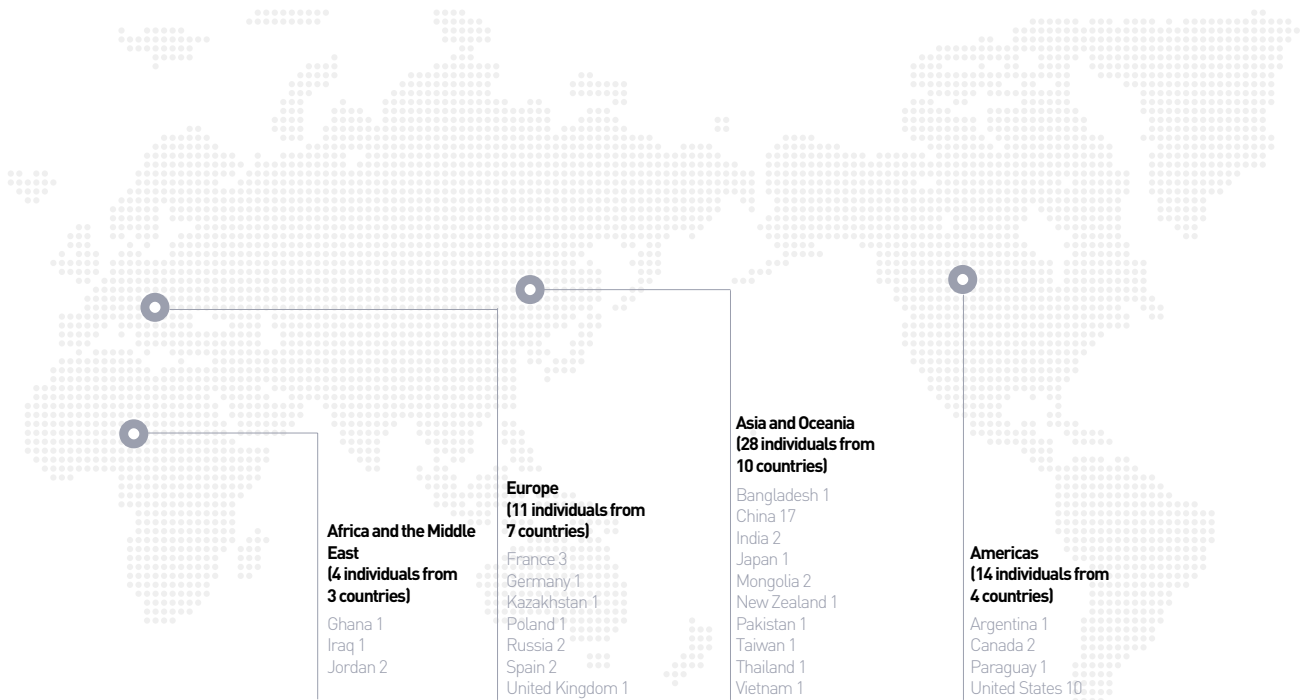 Africa and the Middle
East
(4 individuals from
3 countries)
Ghana 1
Iraq 1
Jordan 2
Europe
(11 individuals from
7 countries)
France 3
Germany 1
Kazakhstan 1
Poland 1
Russia 2
Spain 2
United Kingdom 1
Asia and Oceania
(28 individuals from
10 countries)
Bangladesh 1
China 17
India 2
Japan 1
Mongolia 2
New Zealand 1
Pakistan 1
Taiwan 1
Thailand 1
Vietnam 1
Americas
(14 individuals from
4 countries)
Argentina 1
Canada 2
Paraguay 1
United States 10